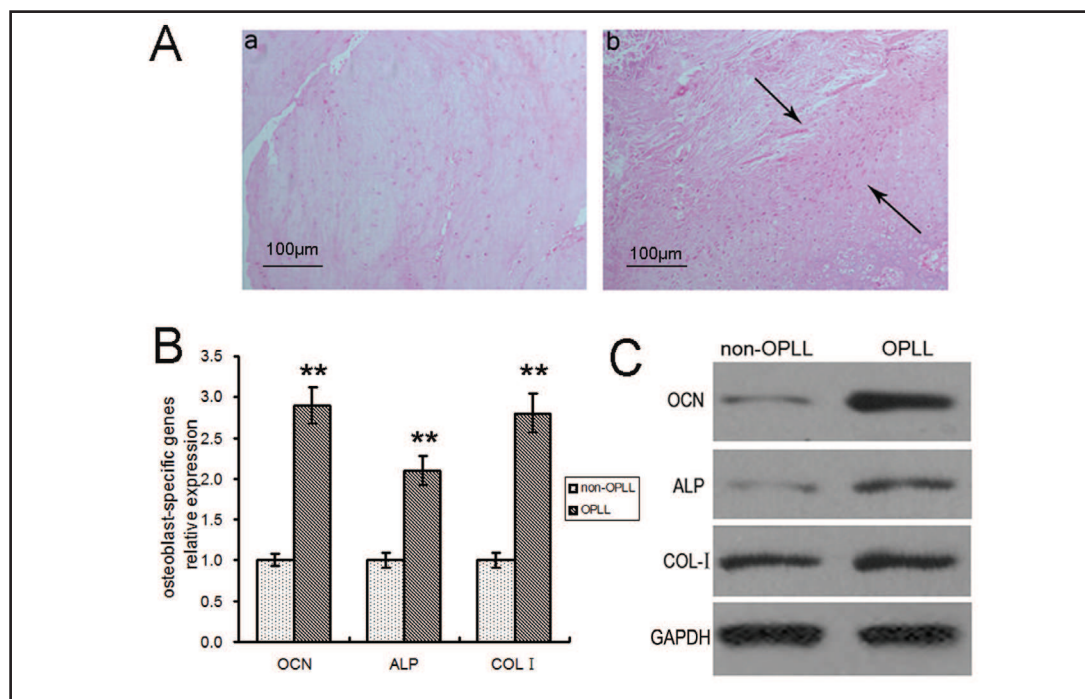 A
a
100μm
b
100μm
B
osteoblast-specific genes
relative expression
3.5
3.0
2.5
2.0
1.5
1.0
0.5
0.0
**
**
**
OCN
ALP
COL I
non-OPLL
OPLL
C
non-OPLL OPLL
OCN
ALP
COL-I
GAPDH